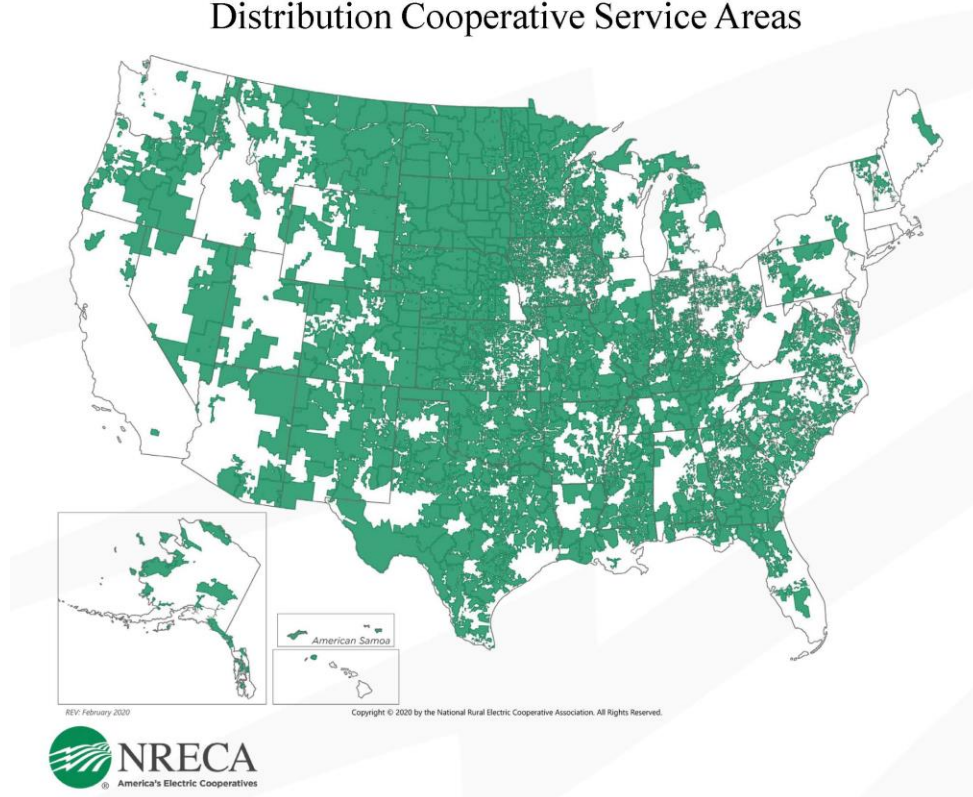 Distribution Cooperative Service Areas
American Samoa
REV: February 2020
Copyright © 2020 by the National Rural Electric Cooperative Association. All Rights Reserved.
NRECA
®
America's Electric Cooperatives